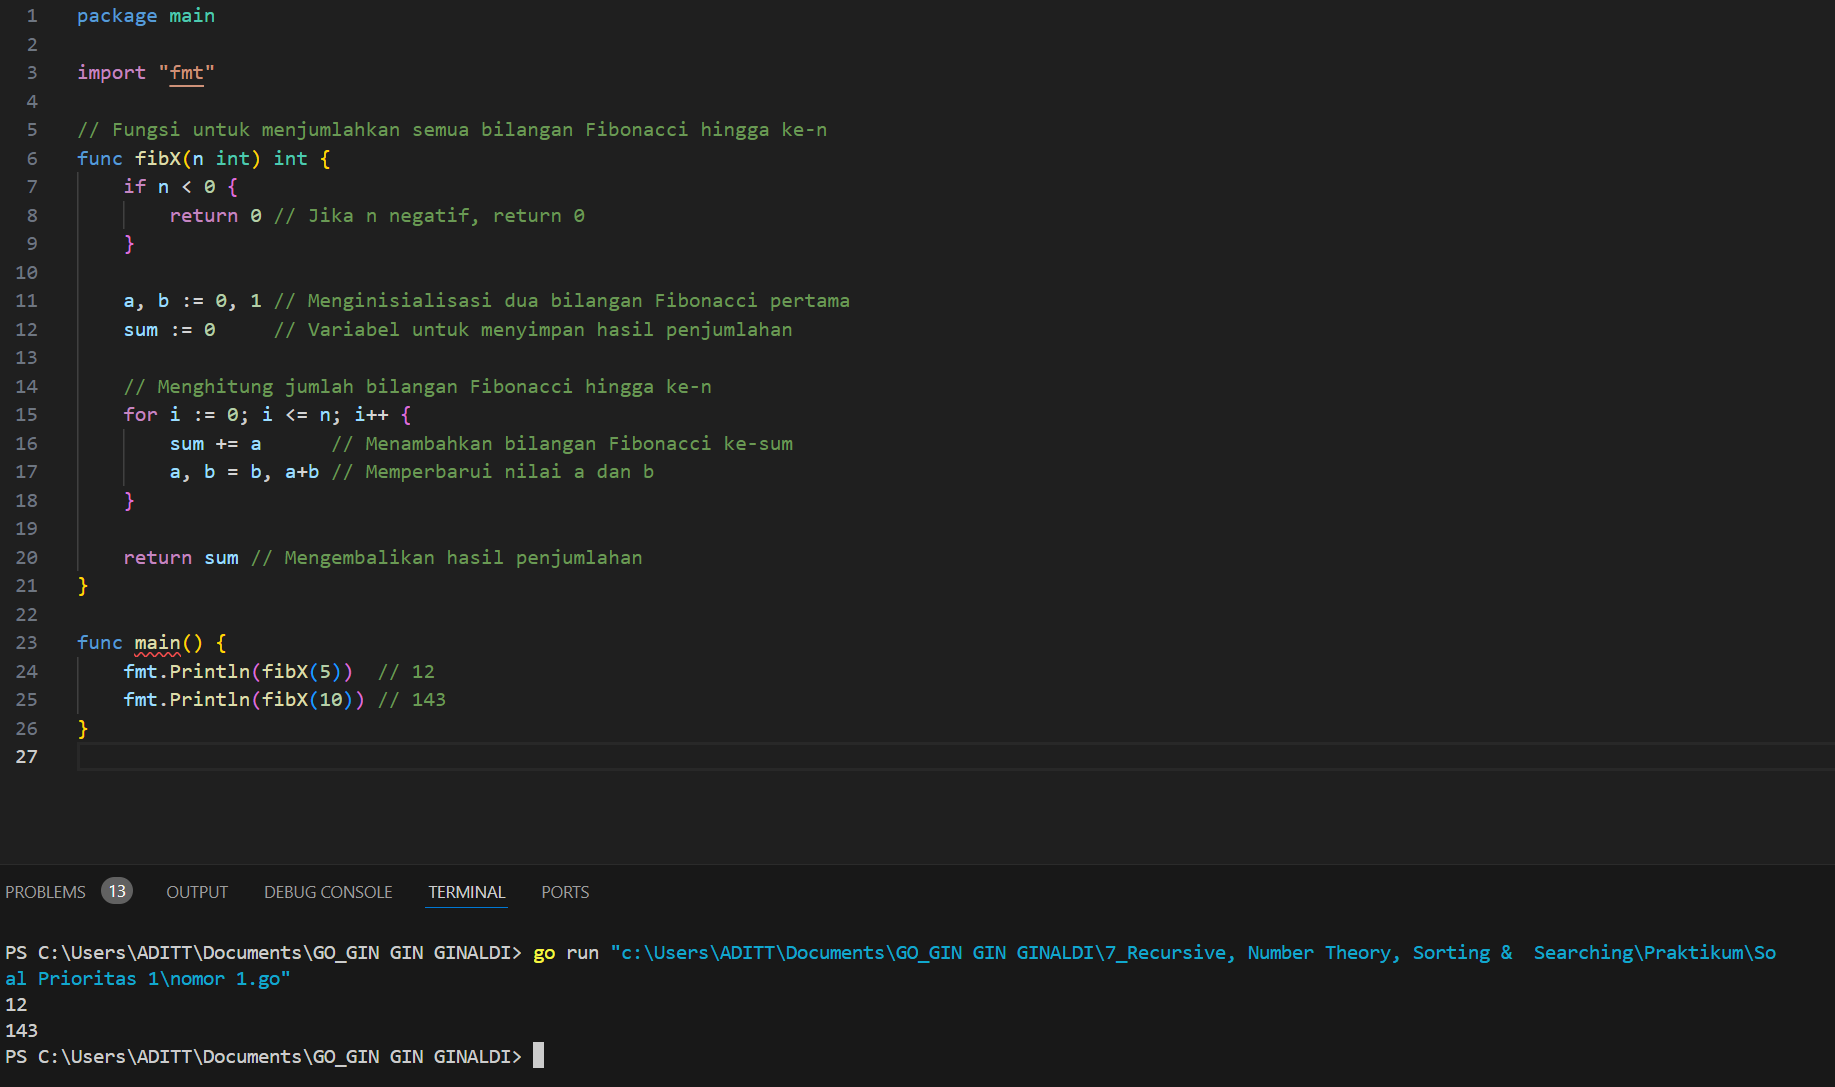 1 package main
2
3 import "fmt"
4
5 // Fungsi untuk menjumlahkan semua bilangan Fibonacci hingga ke-n
6 func fibX(n int) int {
7     if n < 0 {
8         return 0 // Jika n negatif, return 0
9     }
10
11     a, b := 0, 1 // Menginisialisasi dua bilangan Fibonacci pertama
12     sum := 0     // Variabel untuk menyimpan hasil penjumlahan
13
14     // Menghitung jumlah bilangan Fibonacci hingga ke-n
15     for i := 0; i <= n; i++ {
16         sum += a      // Menambahkan bilangan Fibonacci ke-sum
17         a, b = b, a+b // Memperbarui nilai a dan b
18     }
19
20     return sum // Mengembalikan hasil penjumlahan
21 }
22
23 func main() {
24     fmt.Println(fibX(5))  // 12
25     fmt.Println(fibX(10)) // 143
26 }
27
PROBLEMS 13 OUTPUT DEBUG CONSOLE TERMINAL PORTS
PS C:\Users\ADITT\Documents\GO_GIN GIN GINALDI> go run "c:\Users\ADITT\Documents\GO_GIN GIN GINALDI\7_Recursive, Number Theory, Sorting &  Searching\Praktikum\So
al Prioritas 1\nomor 1.go"
12
143
PS C:\Users\ADITT\Documents\GO_GIN GIN GINALDI>